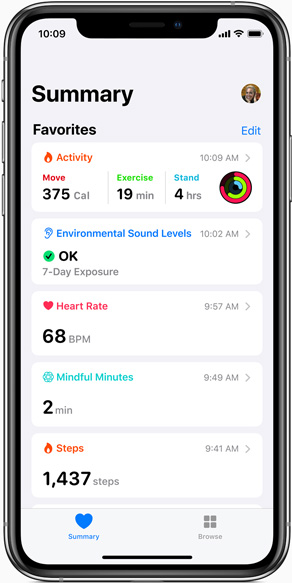 10:09
Summary
Favorites Edit
Activity 10:09 AM
Move Exercise Stand
375 Cal 19 min 4 hrs
Environmental Sound Levels 10:02 AM
OK
7-Day Exposure
Heart Rate 9:57 AM
68 BPM
Mindful Minutes 9:49 AM
2 min
Steps 9:41 AM
1,437 steps
Summary Browse